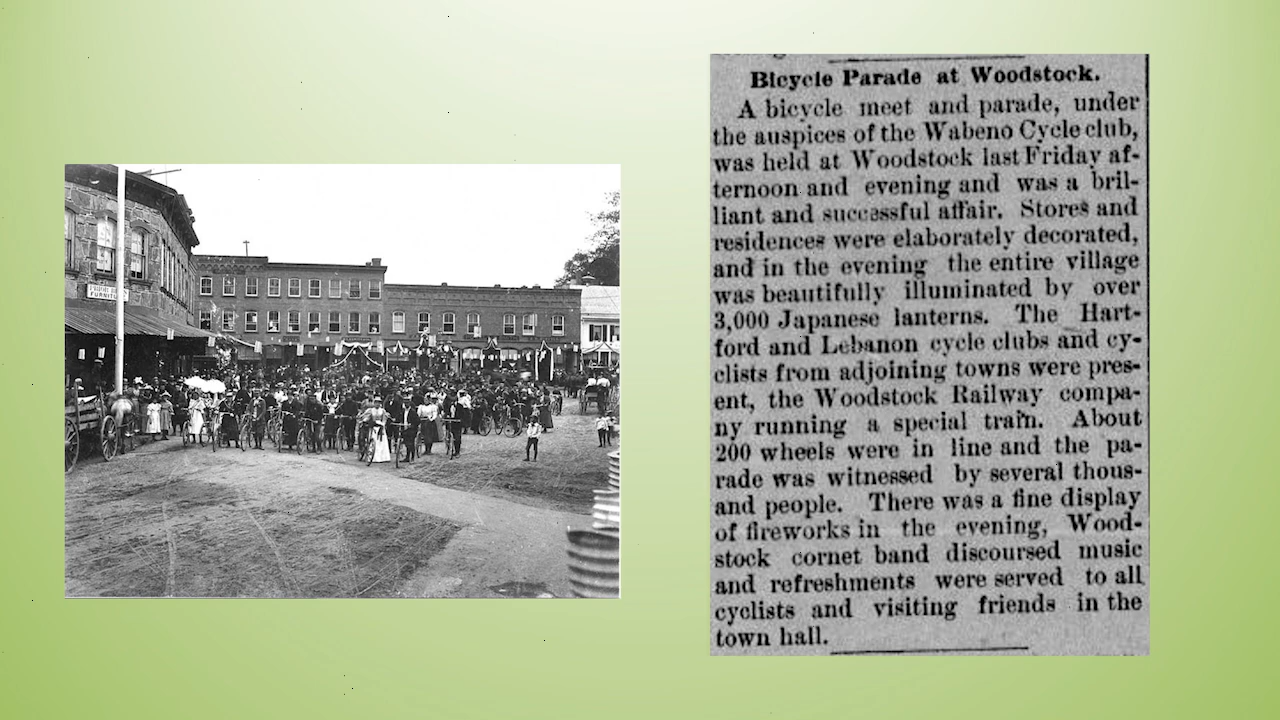 FURNITURE
Bicycle Parade at Woodstock.
A bicycle meet and parade, under
the auspices of the Wabeno Cycle club,
was held at Woodstock last Friday af-
ternoon and evening and was a bril-
liant and successful affair. Stores and
residences were elaborately decorated,
and in the evening the entire village
was beautifully illuminated by over
3,000 Japanese lanterns. The Hart-
ford and Lebanon cycle clubs and cy-
clists from adjoining towns were pres-
ent, the Woodstock Railway compa-
ny running a special train. About
200 wheels were in line and the pa-
rade was witnessed by several thous-
and people. There was a fine display
of fireworks in the evening, Wood-
stock cornet band discoursed music
and refreshments were served to all
cyclists and visiting friends in the
town hall.